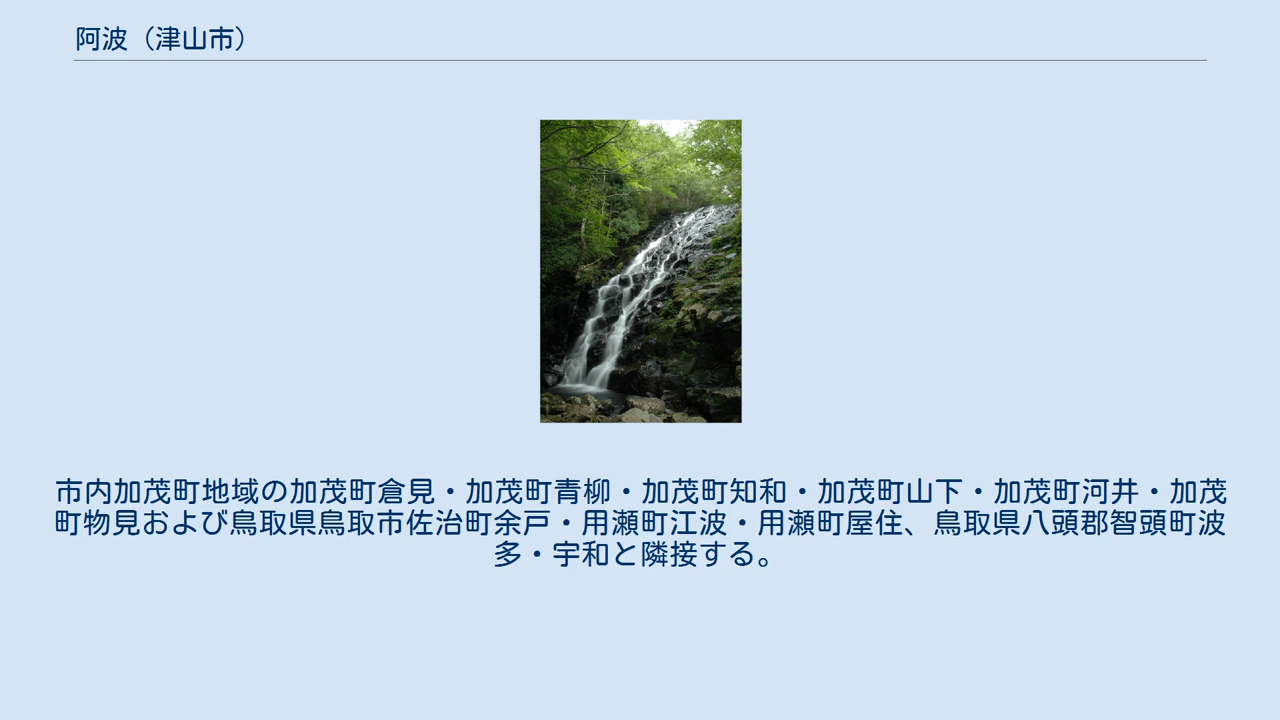 阿波（津山市）
市内加茂町地域の加茂町倉見・加茂町青柳・加茂町知和・加茂町山下・加茂町河井・加茂
町物見および鳥取県鳥取市佐治町余戸・用瀬町江波・用瀬町屋住、鳥取県八頭郡智頭町波
多・宇和と隣接する。